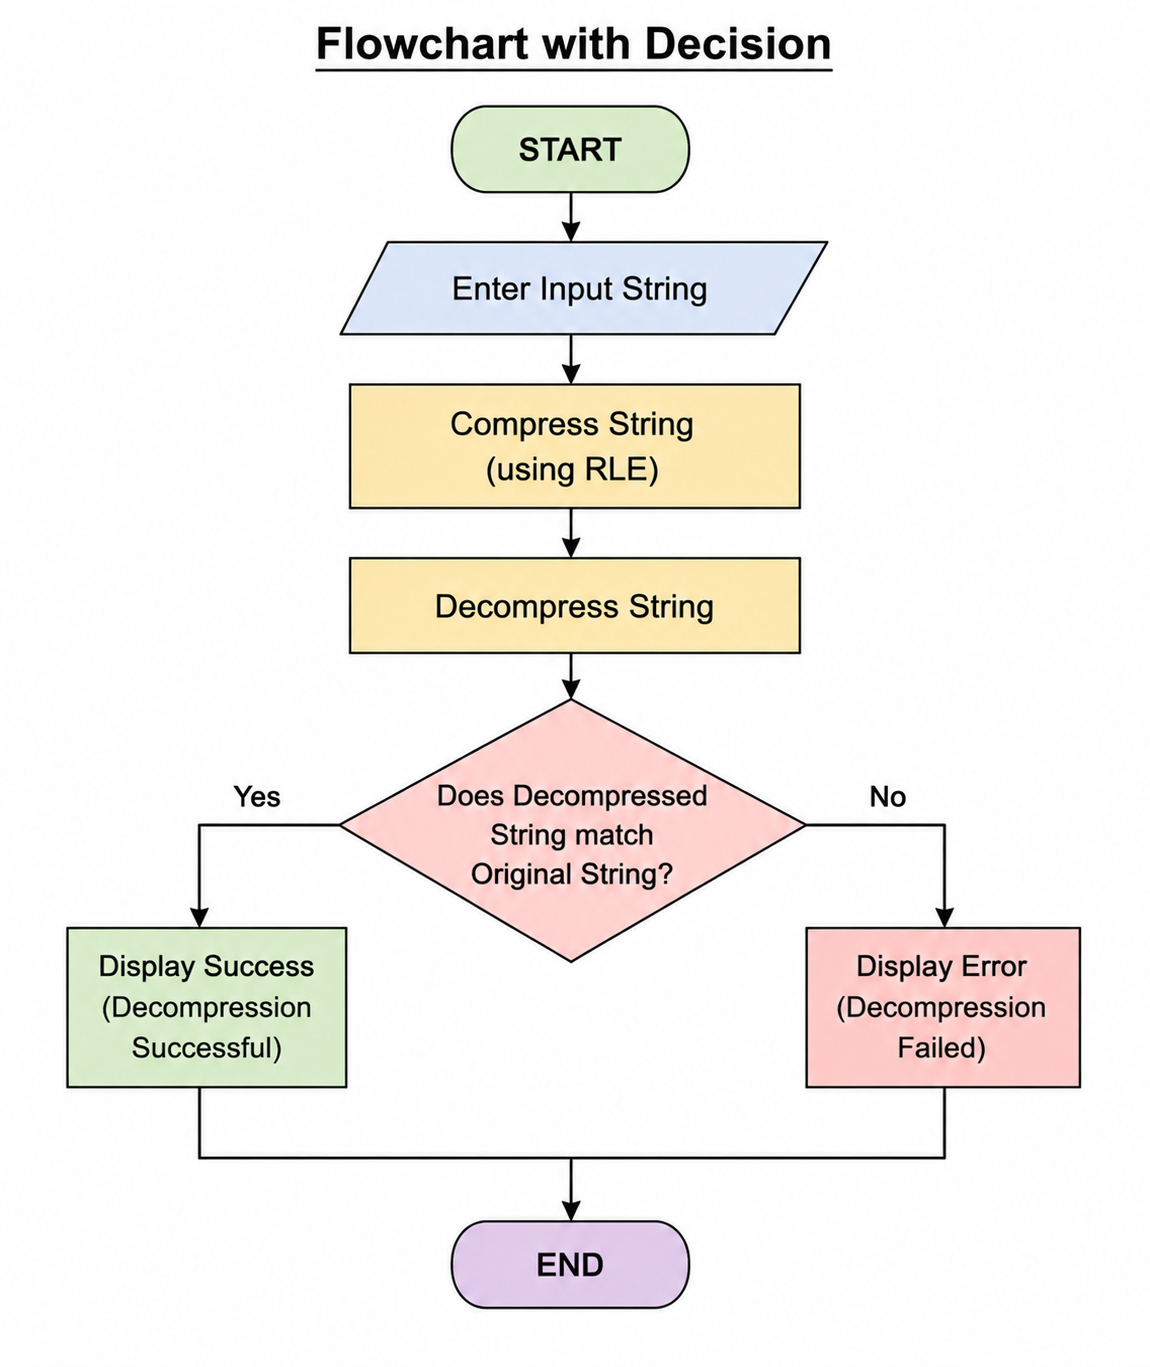 Flowchart with Decision
START
Enter Input String
Compress String
(using RLE)
Decompress String
Does Decompressed
String match
Original String?
Yes
No
Display Success
(Decompression
Successful)
Display Error
(Decompression
Failed)
END